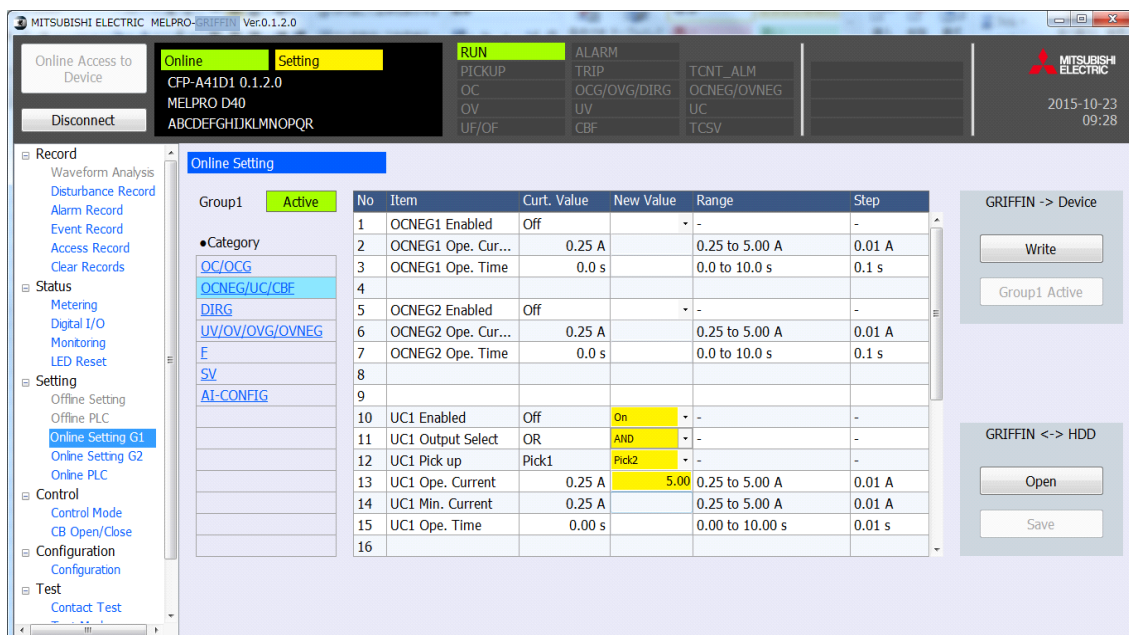 MITSUBISHI ELECTRIC MELPRO-GRIFFIN Ver.0.1.2.0
Online Access to
Device
Disconnect
Online Setting
CFP-A41D1 0.1.2.0
MELPRO D40
ABCDEFGHIJKLMNOPQR
RUN ALARM
PICKUP TRIP TCNT_ALM
OC OCG/OVG/DIRG OCNEG/OVNEG
OV UV UC
UF/OF CBF TCSV
MITSUBISHI
ELECTRIC
2015-10-23
09:28
Record
Waveform Analysis
Disturbance Record
Alarm Record
Event Record
Access Record
Clear Records
Status
Metering
Digital I/O
Monitoring
LED Reset
Setting
Offline Setting
Offline PLC
Online Setting G1
Online Setting G2
Online PLC
Control
Control Mode
CB Open/Close
Configuration
Configuration
Test
Contact Test
Online Setting
Group1 Active
●Category
OC/OCG
OCNEG/UC/CBF
DIRG
UV/OV/OVG/OVNEG
F
SV
AI-CONFIG
No Item Curt. Value New Value Range Step
1 OCNEG1 Enabled Off - -
2 OCNEG1 Ope. Cur... 0.25 A 0.25 to 5.00 A 0.01 A
3 OCNEG1 Ope. Time 0.0 s 0.0 to 10.0 s 0.1 s
4
5 OCNEG2 Enabled Off - -
6 OCNEG2 Ope. Cur... 0.25 A 0.25 to 5.00 A 0.01 A
7 OCNEG2 Ope. Time 0.0 s 0.0 to 10.0 s 0.1 s
8
9
10 UC1 Enabled Off On - -
11 UC1 Output Select OR AND - -
12 UC1 Pick up Pick1 Pick2 - -
13 UC1 Ope. Current 0.25 A 5.00 0.25 to 5.00 A 0.01 A
14 UC1 Min. Current 0.25 A 0.25 to 5.00 A 0.01 A
15 UC1 Ope. Time 0.00 s 0.00 to 10.00 s 0.01 s
16
GRIFFIN -> Device
Write
Group1 Active
GRIFFIN <-> HDD
Open
Save